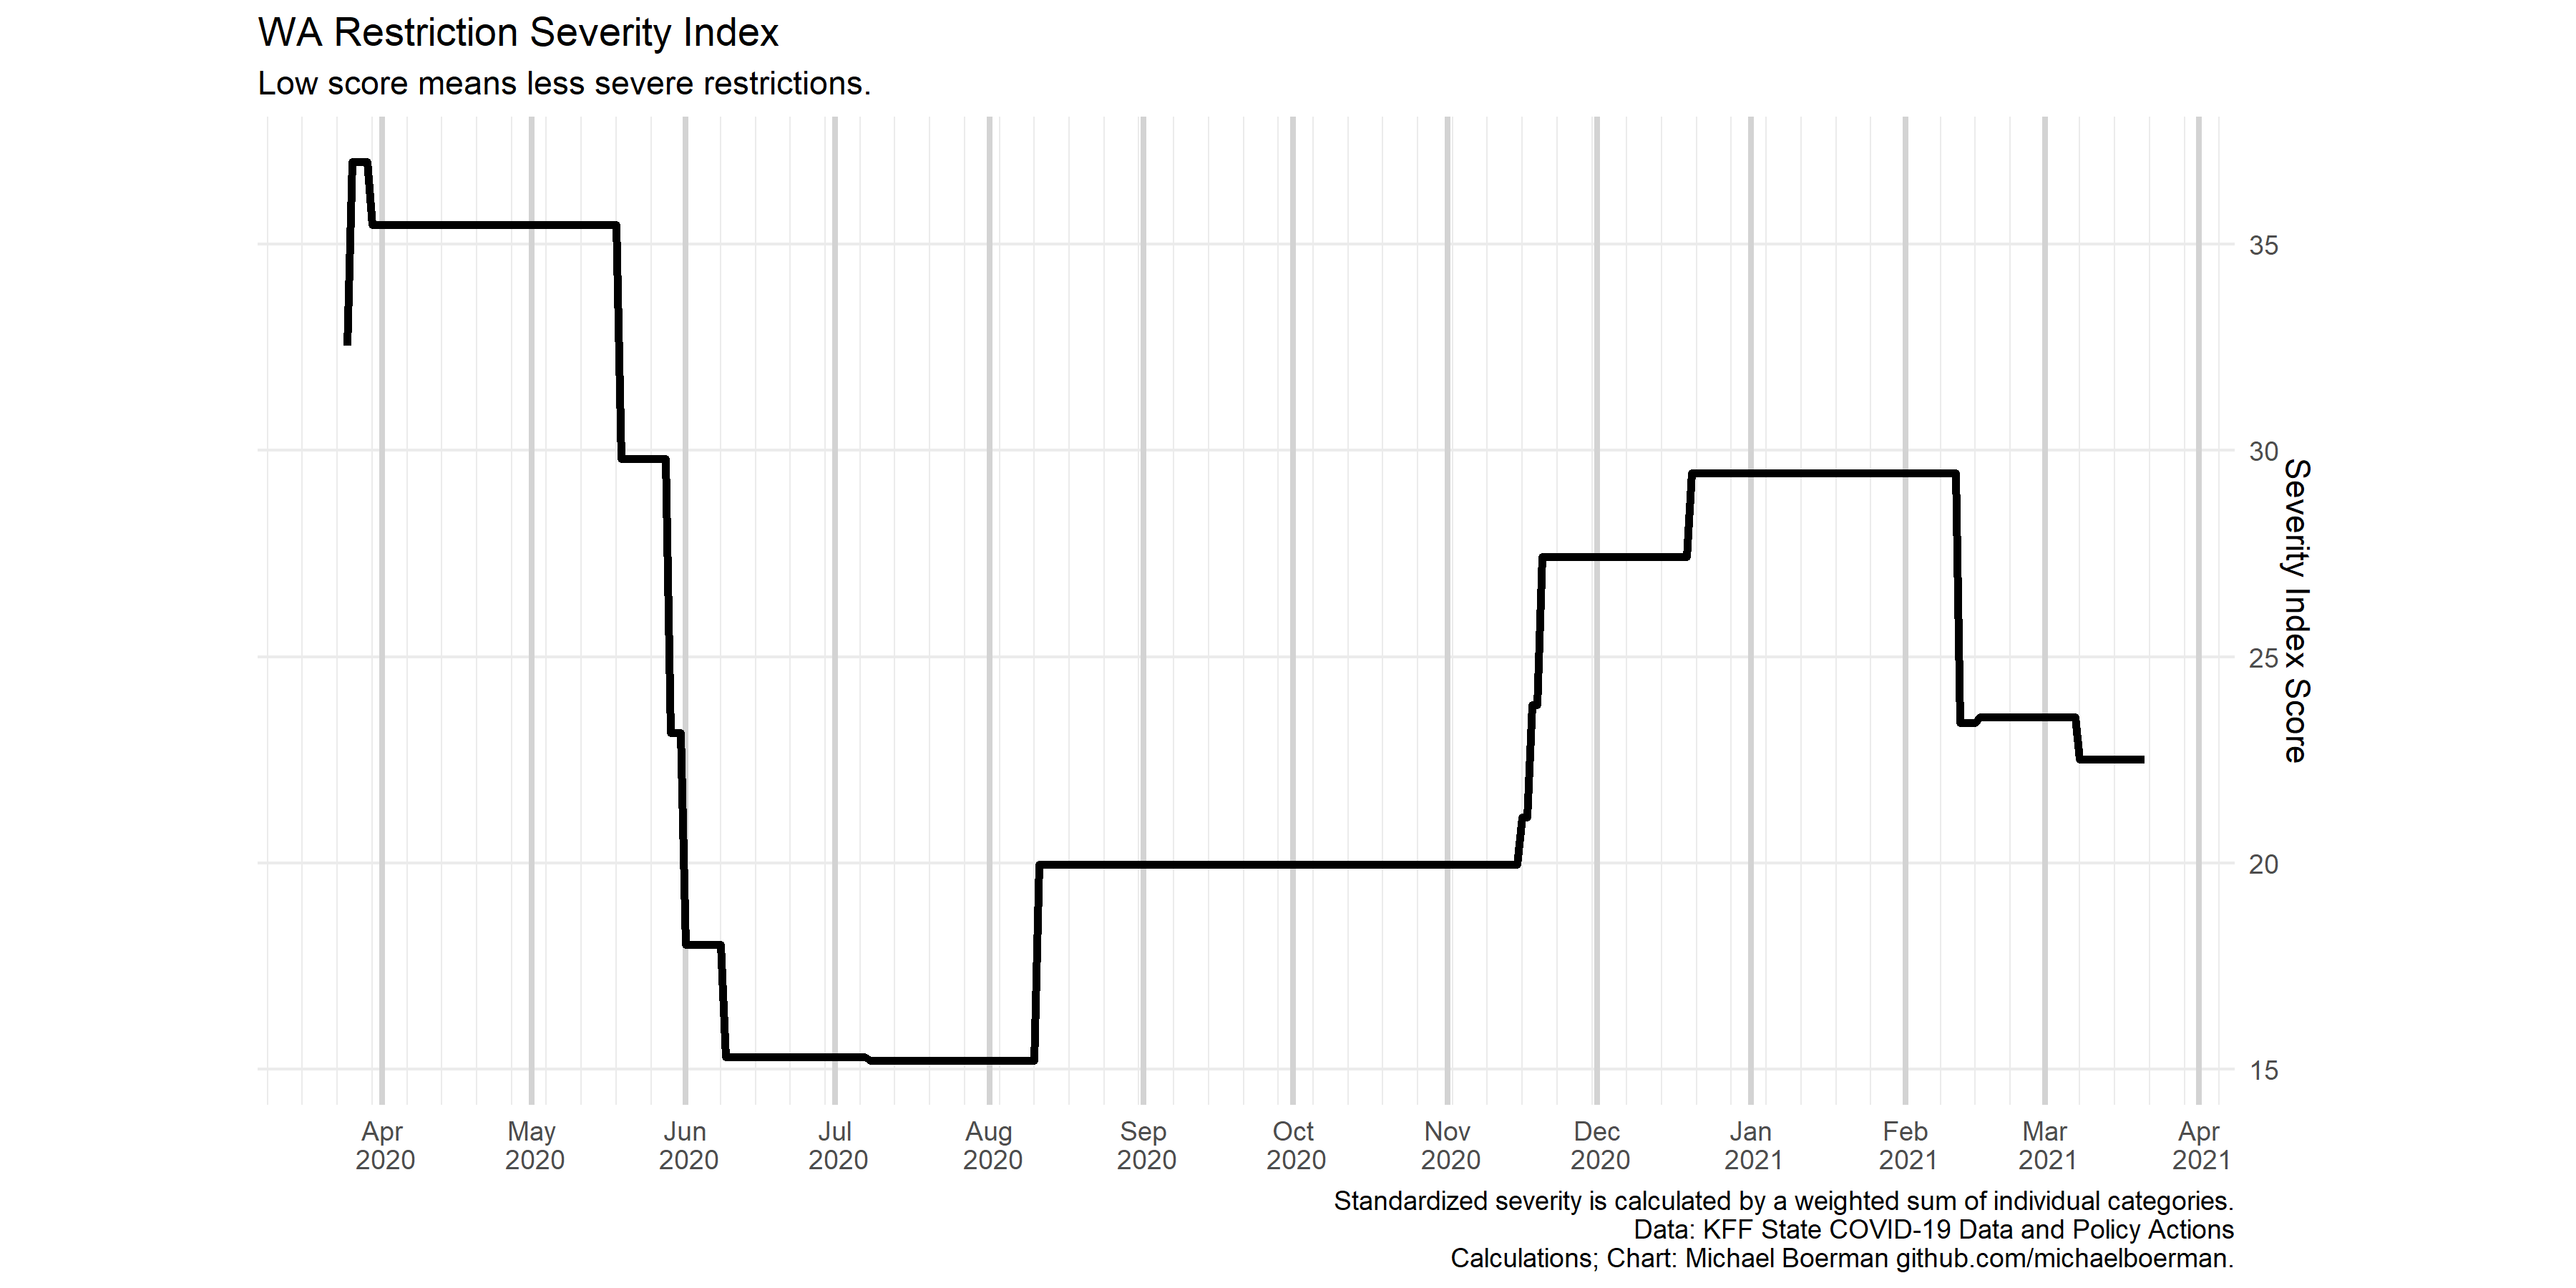 WA Restriction Severity Index
Low score means less severe restrictions.
35
30
25
20
15
Severity Index Score
Apr May Jun Jul Aug Sep Oct Nov Dec Jan Feb Mar Apr
2020 2020 2020 2020 2020 2020 2020 2020 2020 2021 2021 2021 2021
Standardized severity is calculated by a weighted sum of individual categories.
Data: KFF State COVID-19 Data and Policy Actions
Calculations; Chart: Michael Boerman github.com/michaelboerman.